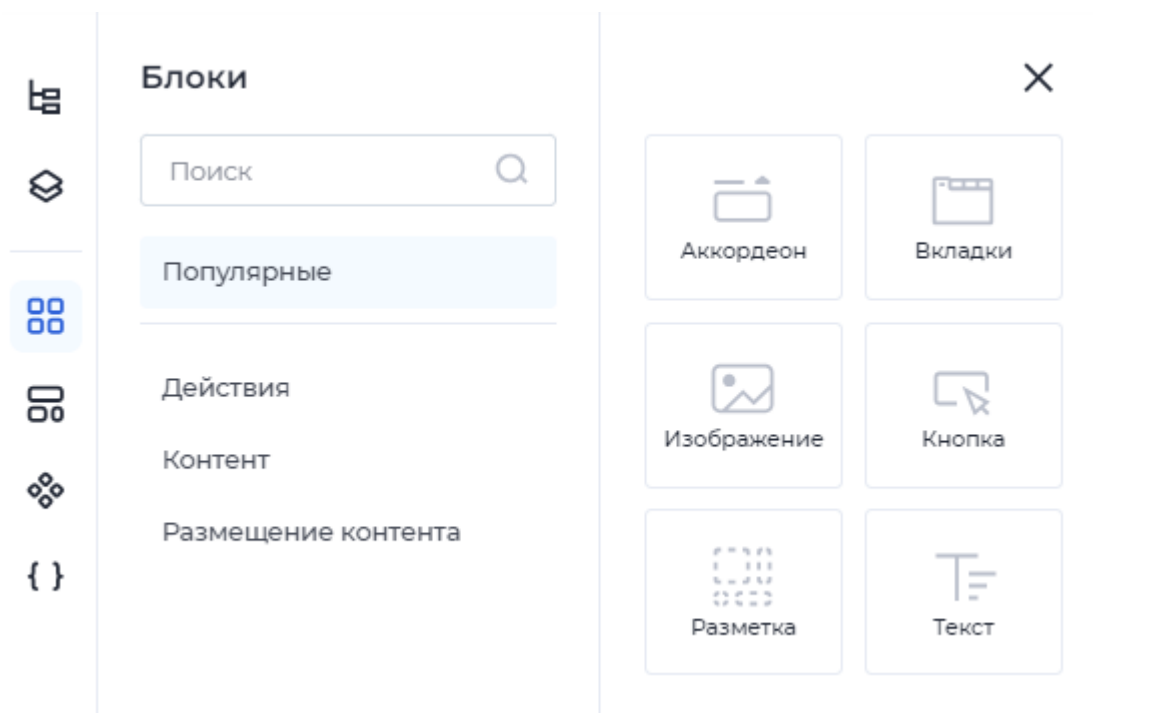 Блоки
Поиск
Популярные
Действия
Контент
Размещение контента
Аккордеон
Вкладки
Изображение
Кнопка
Разметка
Текст